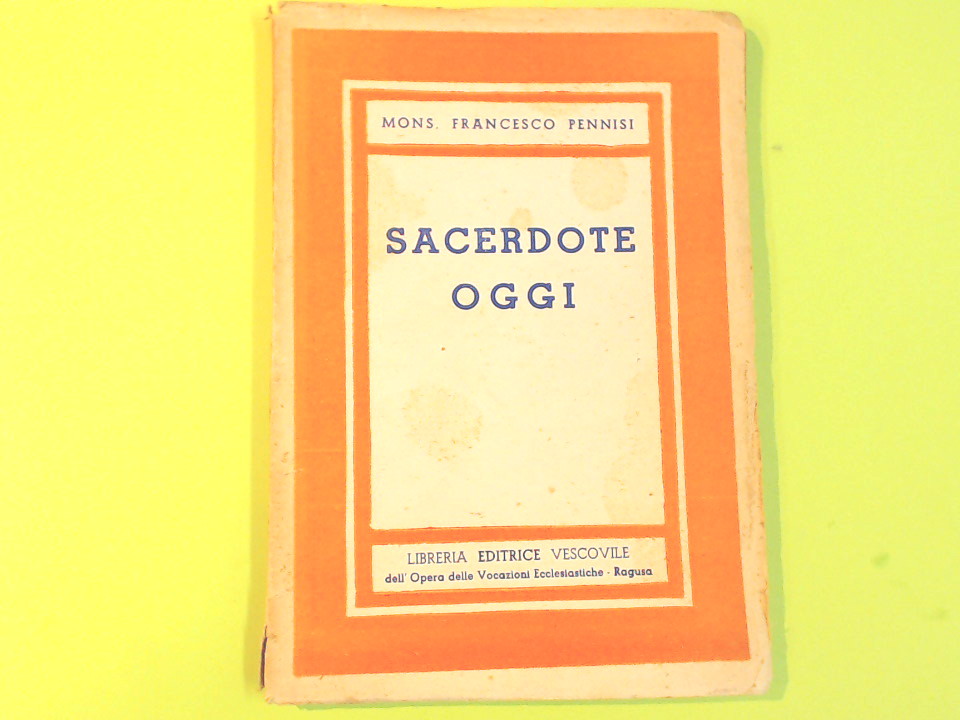 MONS. FRANCESCO PENNISI
SACERDOTE
OGGI
LIBRERIA EDITRICE VESCOVILE
dell' Opera delle Vocazioni Ecclesiastiche - Ragusa